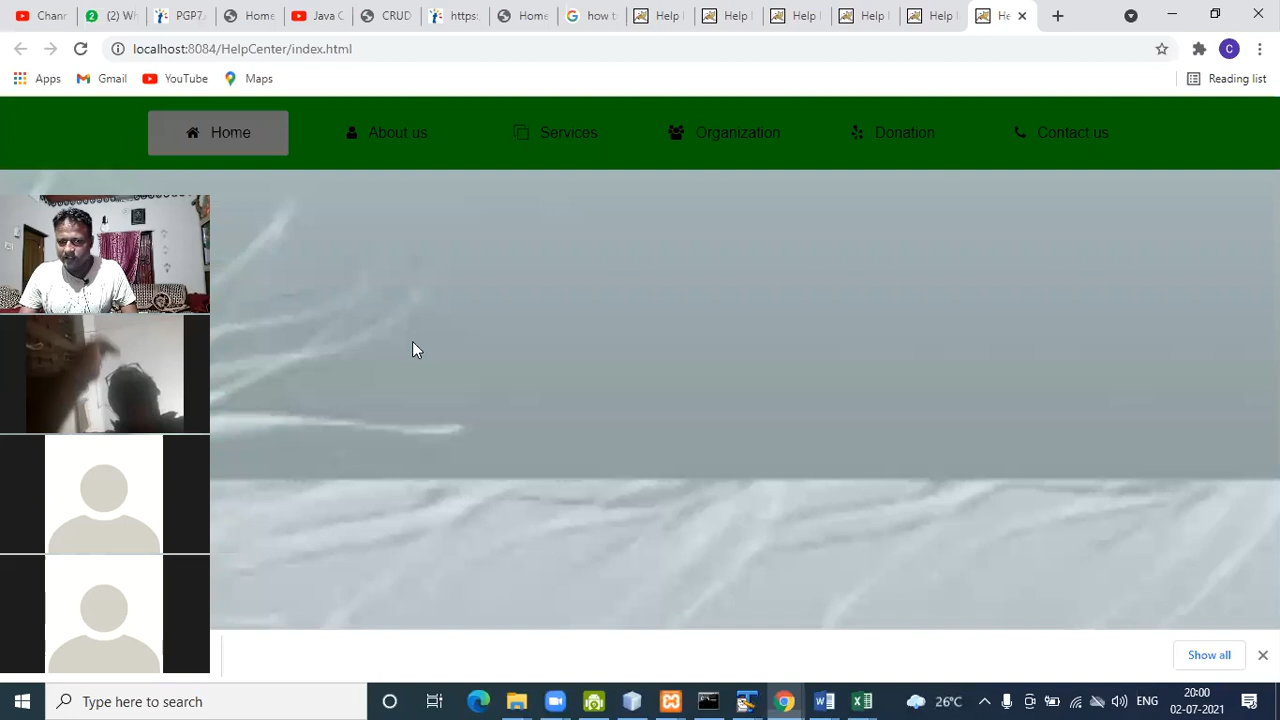 Chann
2
(2) Wh
PGP7
Home
Java C
CRUD
https:
Home
how to
Help
Help
Help
Help
Help
He
localhost:8084/HelpCenter/index.html
C
Apps
Gmail
YouTube
Maps
Reading list
Home
About us
Services
Organization
Donation
Contact us
Show all
Type here to search
26°C
ENG
20:00
02-07-2021